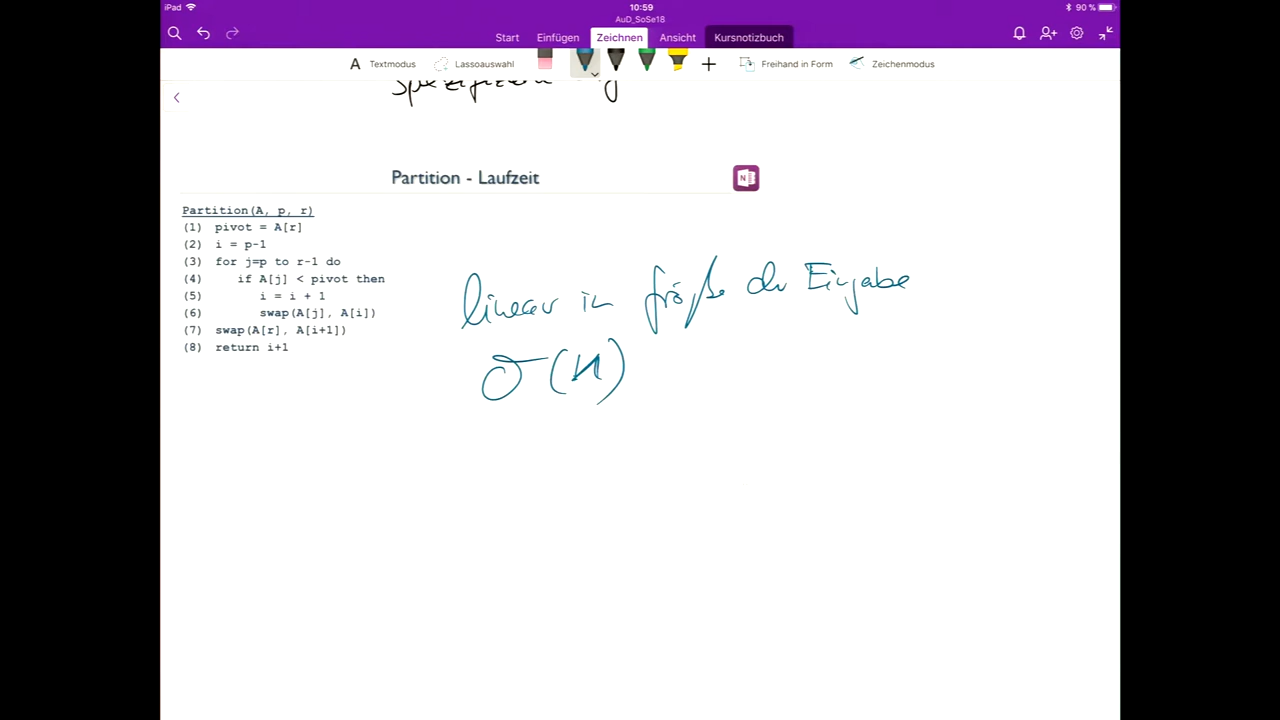 iPad 10:59 90 %
AuD_SoSe18
Start Einfügen Zeichnen Ansicht Kursnotizbuch
A Textmodus Lassoauswahl Freihand in Form Zeichenmodus
Partition - Laufzeit
N
Partition(A, p, r)
(1) pivot = A[r]
(2) i = p-1
(3) for j=p to r-1 do
(4) if A[j] < pivot then
(5) i = i + 1
(6) swap(A[j], A[i])
(7) swap(A[r], A[i+1])
(8) return i+1
linear in Größe der Eingabe
O(n)